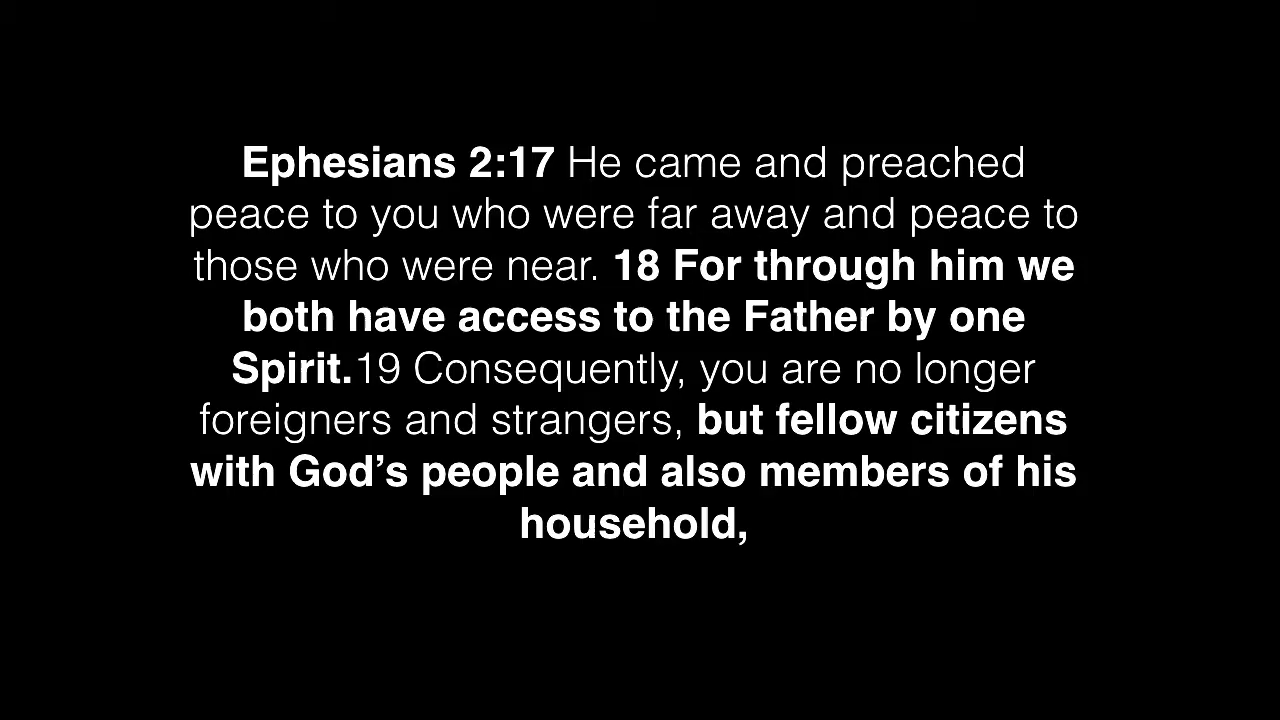 Ephesians 2:17 He came and preached
peace to you who were far away and peace to
those who were near. 18 For through him we
both have access to the Father by one
Spirit.19 Consequently, you are no longer
foreigners and strangers, but fellow citizens
with God’s people and also members of his
household,